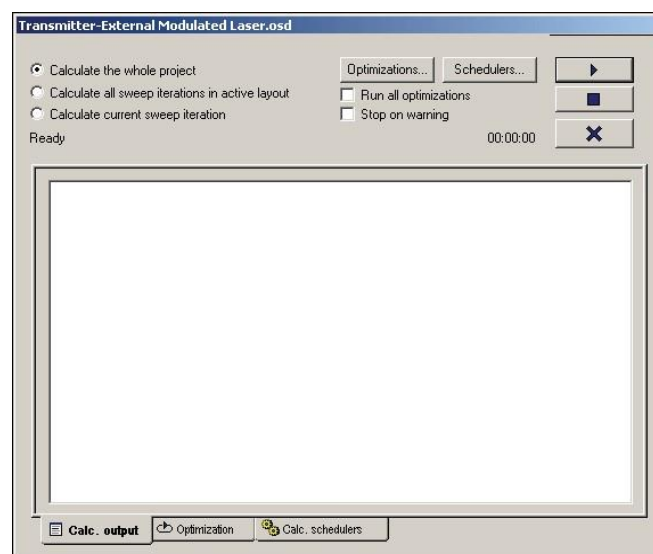 Transmitter-External Modulated Laser.osd
Calculate the whole project
Optimizations... Schedulers...
Calculate all sweep iterations in active layout
Run all optimizations
Calculate current sweep iteration
Stop on warning
Ready
00:00:00
Calc. output Optimization Calc. schedulers